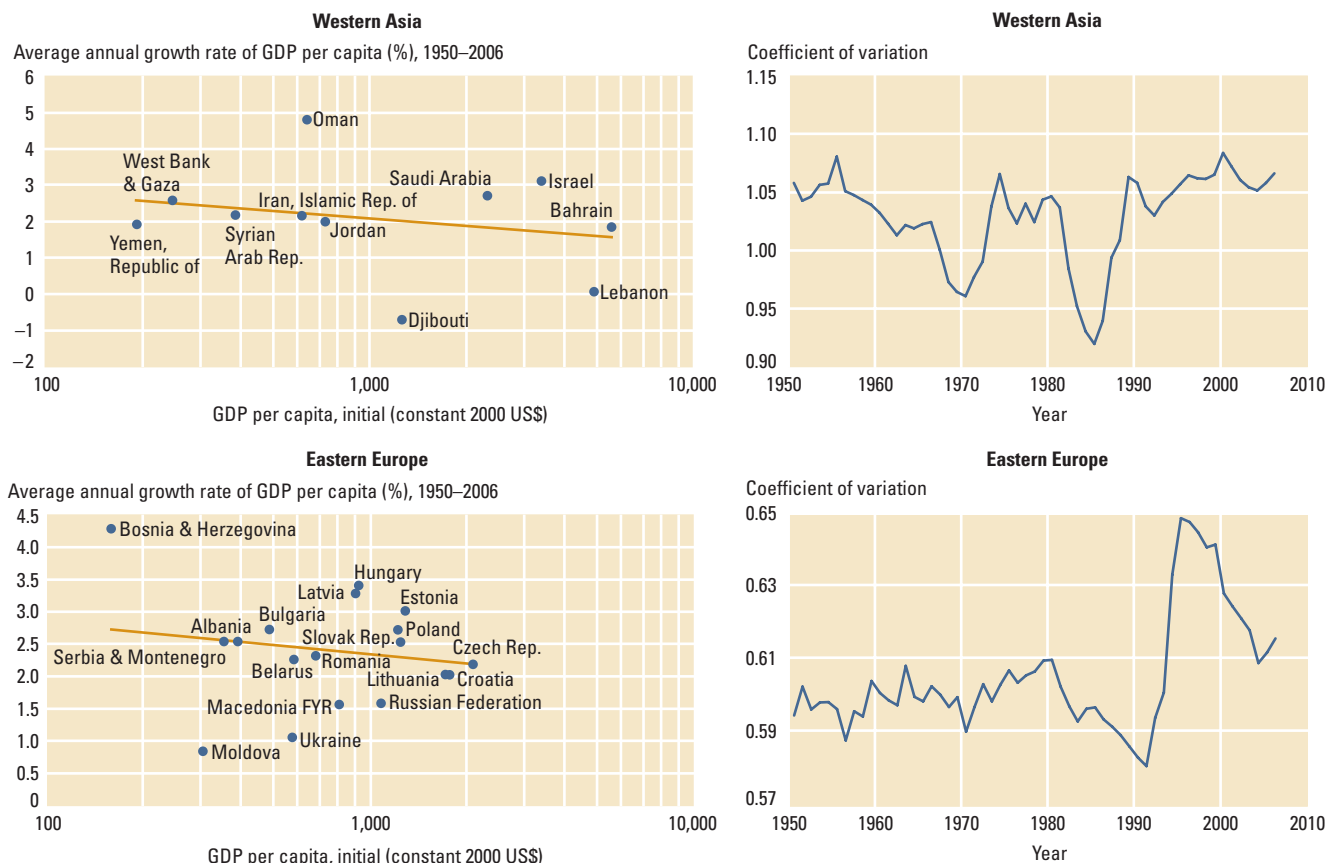 Western Asia
Average annual growth rate of GDP per capita (%), 1950–2006
6
5
4
3
2
1
0
–1
–2
Oman
West Bank
& Gaza
Saudi Arabia
Israel
Iran, Islamic Rep. of
Bahrain
Yemen,
Republic of
Syrian
Arab Rep.
Jordan
Lebanon
Djibouti
100
1,000
10,000
GDP per capita, initial (constant 2000 US$)
Western Asia
Coefficient of variation
1.15
1.10
1.05
1.00
0.95
0.90
1950
1960
1970
1980
1990
2000
2010
Year
Eastern Europe
Average annual growth rate of GDP per capita (%), 1950–2006
4.5
4.0
3.5
3.0
2.5
2.0
1.5
1.0
0.5
0
Bosnia & Herzegovina
Hungary
Latvia
Estonia
Bulgaria
Albania
Slovak Rep.
Poland
Czech Rep.
Serbia & Montenegro
Belarus
Romania
Lithuania
Croatia
Macedonia FYR
Russian Federation
Ukraine
Moldova
100
1,000
10,000
GDP per capita, initial (constant 2000 US$)
Eastern Europe
Coefficient of variation
0.65
0.63
0.61
0.59
0.57
1950
1960
1970
1980
1990
2000
2010
Year